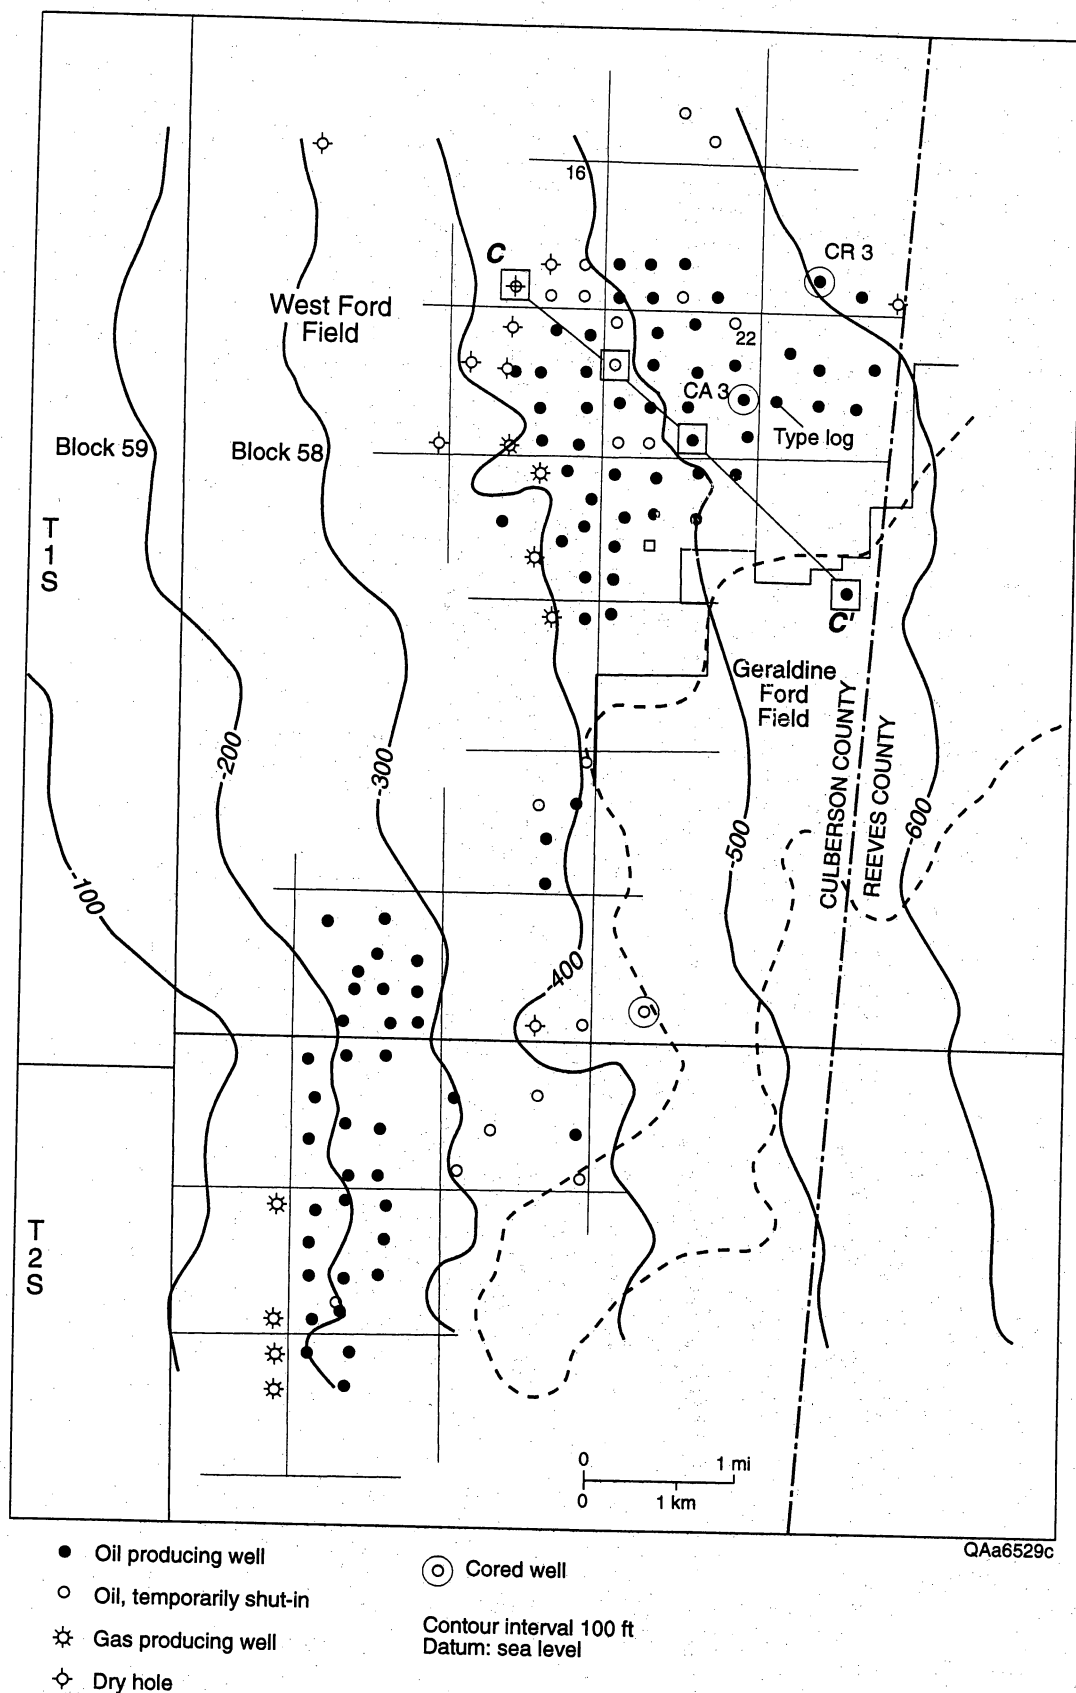 16
C
CR 3
West Ford
Field
22
CA 3
Type log
Block 59
Block 58
T
1
S
C'
Geraldine
Ford
Field
-200
-300
CULBERSON COUNTY
REEVES COUNTY
-500
-600
-100
-400
T
2
S
0
1 mi
0
1 km
QAa6529c
Oil producing well
Oil, temporarily shut-in
Gas producing well
Dry hole
Cored well
Contour interval 100 ft
Datum: sea level